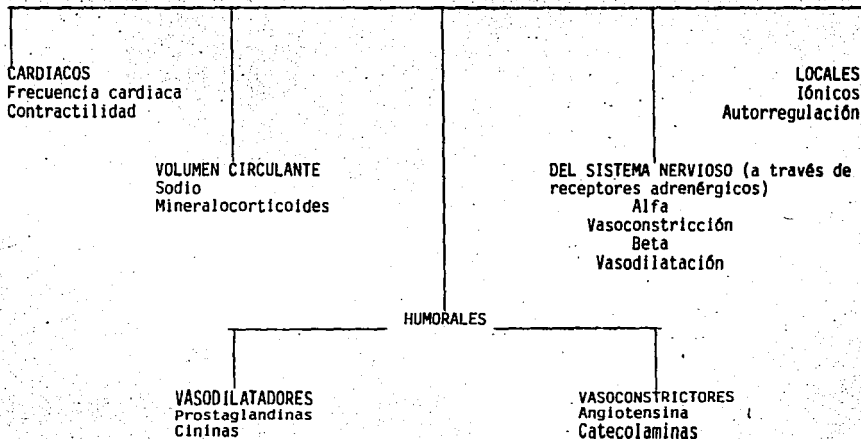 CARDIACOS
Frecuencia cardiaca
Contractilidad
LOCALES
Iónicos
Autorregulación
VOLUMEN CIRCULANTE
Sodio
Mineralocorticoides
DEL SISTEMA NERVIOSO (a través de
receptores adrenérgicos)
Alfa
Vasoconstricción
Beta
Vasodilatación
HUMORALES
VASODILATADORES
Prostaglandinas
Cininas
VASOCONSTRICTORES
Angiotensina
Catecolaminas